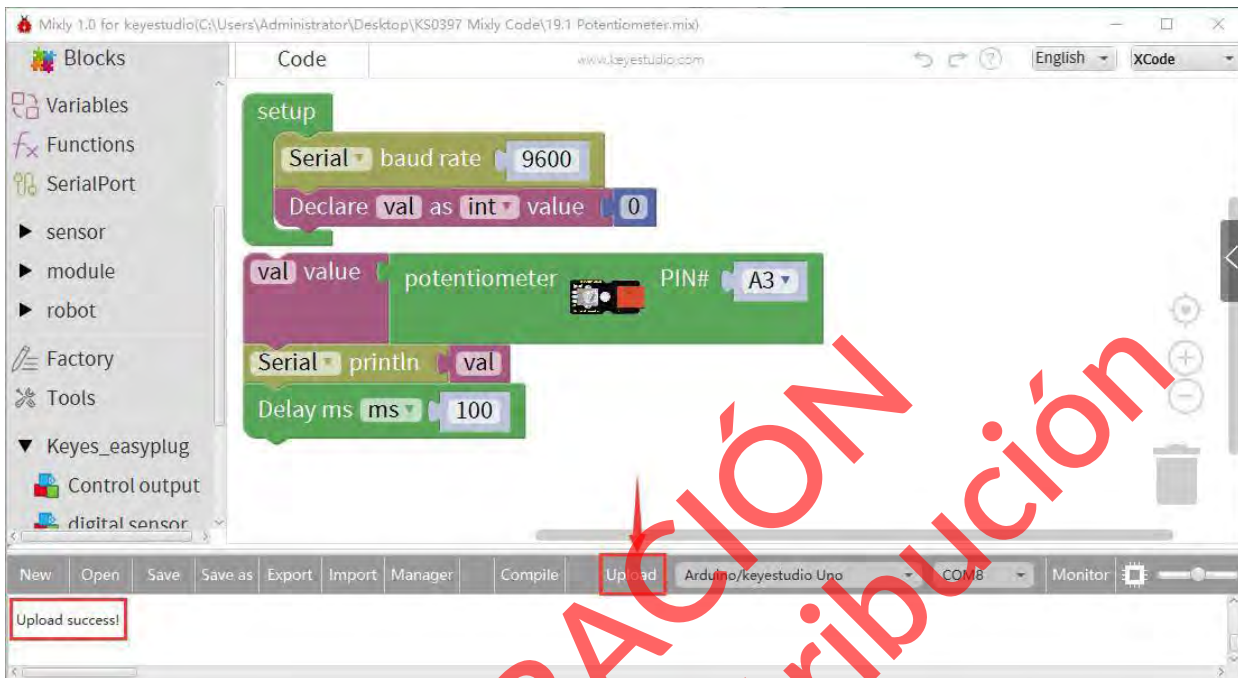 Mixly 1.0 for keyestudio(C:\Users\Administrator\Desktop\KS0397 Mixly Code\19.1 Potentiometer.mix)
Blocks
Code
www.keyestudio.com
English
XCode
Variables
Functions
SerialPort
sensor
module
robot
Factory
Tools
Keyes_easyplug
Control output
digital sensor
setup
Serial baud rate 9600
Declare val as int value 0
val value potentiometer PIN# A3
Serial println val
Delay ms ms 100
New Open Save Save as Export Import Manager Compile Upload Arduino/keyestudio Uno COM8 Monitor
Upload success!